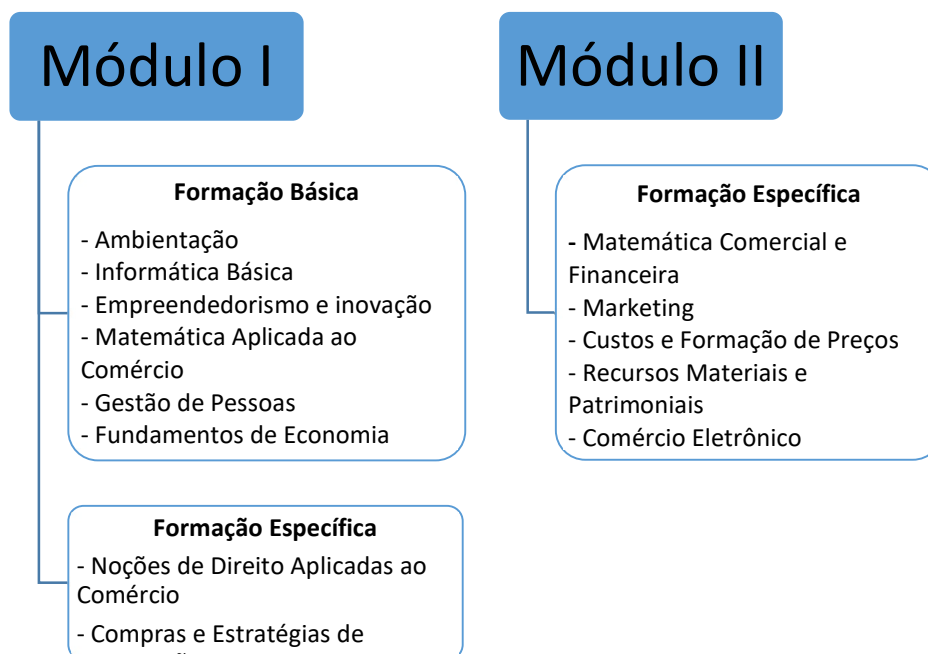 Módulo I
Formação Básica
- Ambientação
- Informática Básica
- Empreendedorismo e inovação
- Matemática Aplicada ao
Comércio
- Gestão de Pessoas
- Fundamentos de Economia
Formação Específica
- Noções de Direito Aplicadas ao
Comércio
- Compras e Estratégias de
Módulo II
Formação Específica
- Matemática Comercial e
Financeira
- Marketing
- Custos e Formação de Preços
- Recursos Materiais e
Patrimoniais
- Comércio Eletrônico